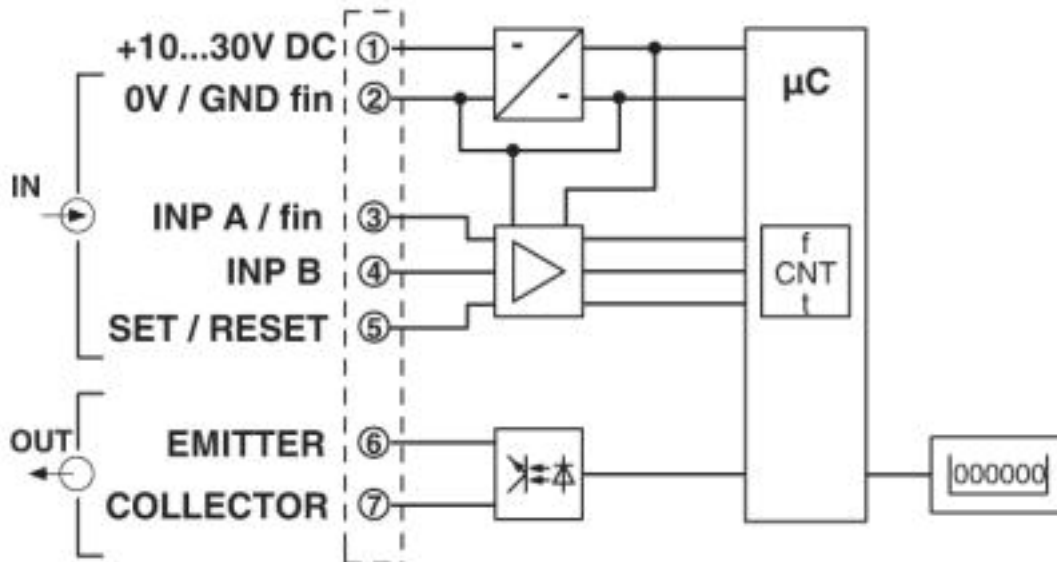 +10...30V DC ①
0V / GND fin ②
IN
INP A / fin ③
INP B ④
SET / RESET ⑤
OUT
EMITTER ⑥
COLLECTOR ⑦
- -
µC
f
CNT
t
000000